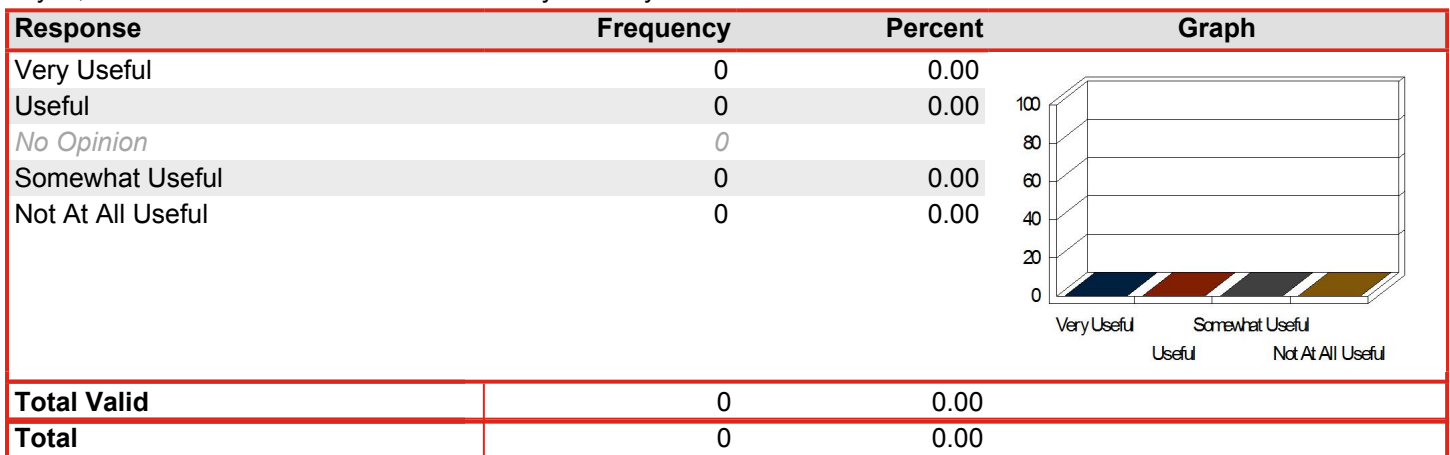 Response Frequency Percent Graph
Very Useful 0 0.00
Useful 0 0.00
No Opinion 0
Somewhat Useful 0 0.00
Not At All Useful 0 0.00
100
80
60
40
20
0
Very Useful Somewhat Useful
Useful Not At All Useful
Total Valid 0 0.00
Total 0 0.00